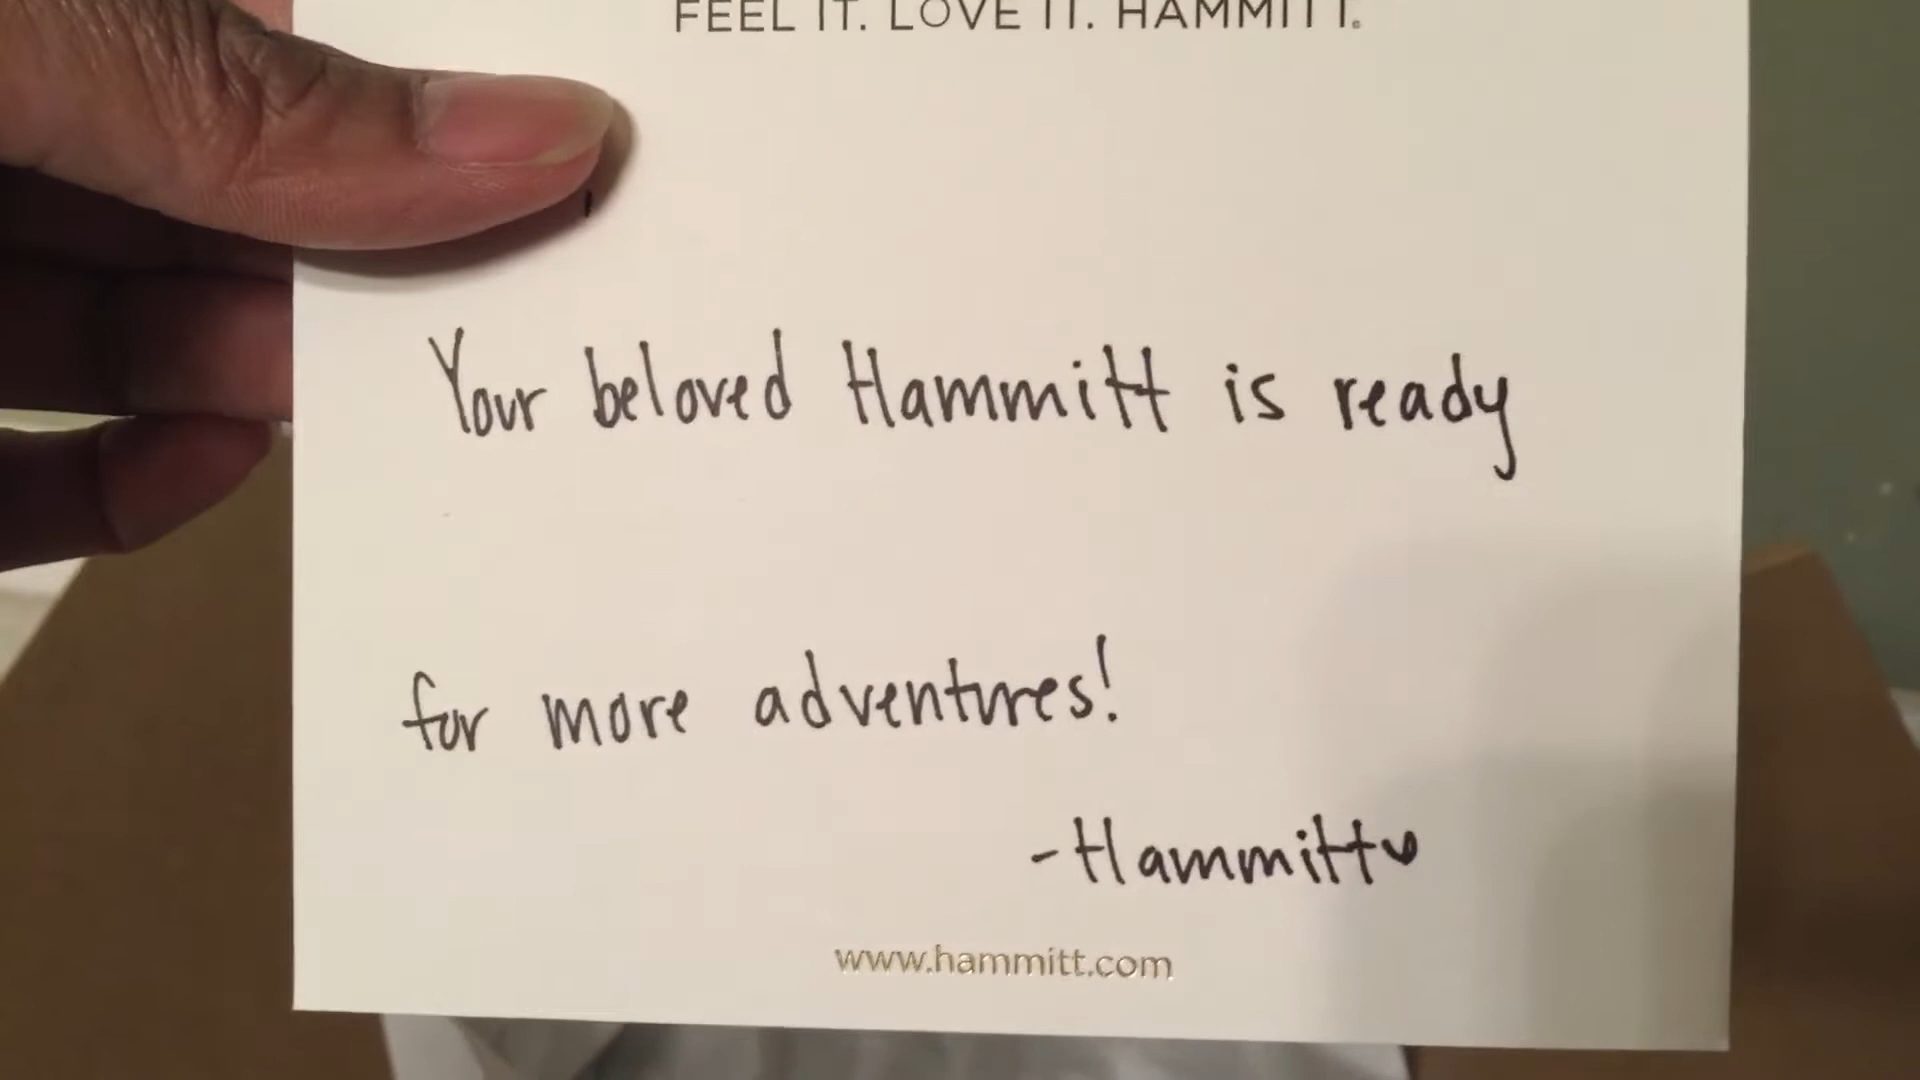 FEEL IT. LOVE IT. HAMMITT®
Your beloved Hammitt is ready
for more adventures!
-Hammitt♥
www.hammitt.com